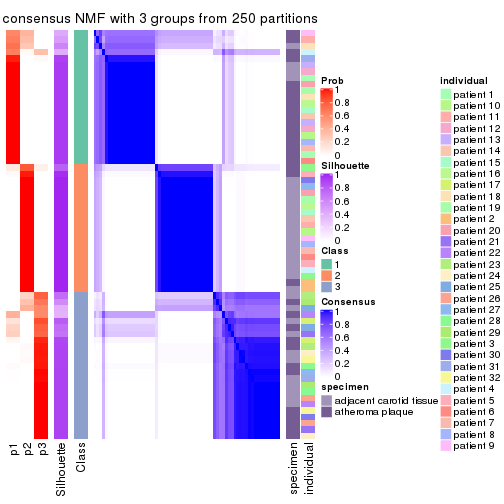 consensus NMF with 3 groups from 250 partitions
Prob
1
0.8
0.6
0.4
0.2
0
Silhouette
1
0.8
0.6
0.4
0.2
0
Class
1
2
3
Consensus
1
0.8
0.6
0.4
0.2
0
specimen
adjacent carotid tissue
atheroma plaque
individual
patient 1
patient 10
patient 11
patient 12
patient 13
patient 14
patient 15
patient 16
patient 17
patient 18
patient 19
patient 2
patient 20
patient 21
patient 22
patient 23
patient 24
patient 25
patient 26
patient 27
patient 28
patient 29
patient 3
patient 30
patient 31
patient 32
patient 4
patient 5
patient 6
patient 7
patient 8
patient 9
p1
p2
p3
Silhouette
Class
specimen
individual